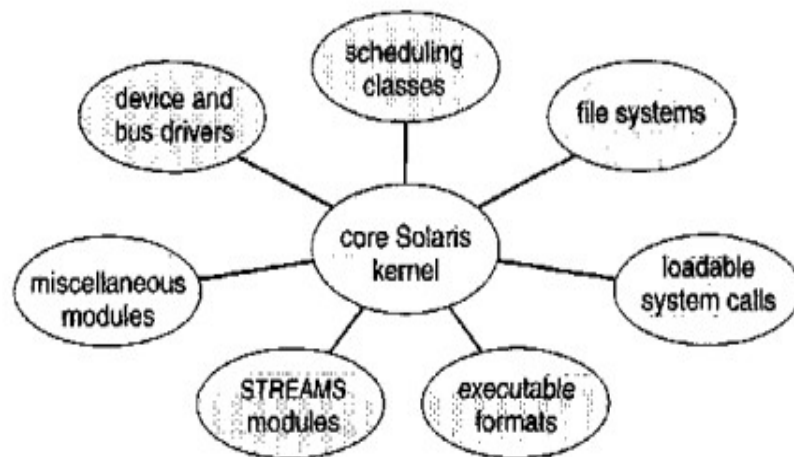 scheduling
classes
device and
bus drivers
file systems
core Solaris
kernel
miscellaneous
modules
loadable
system calls
STREAMS
modules
executable
formats